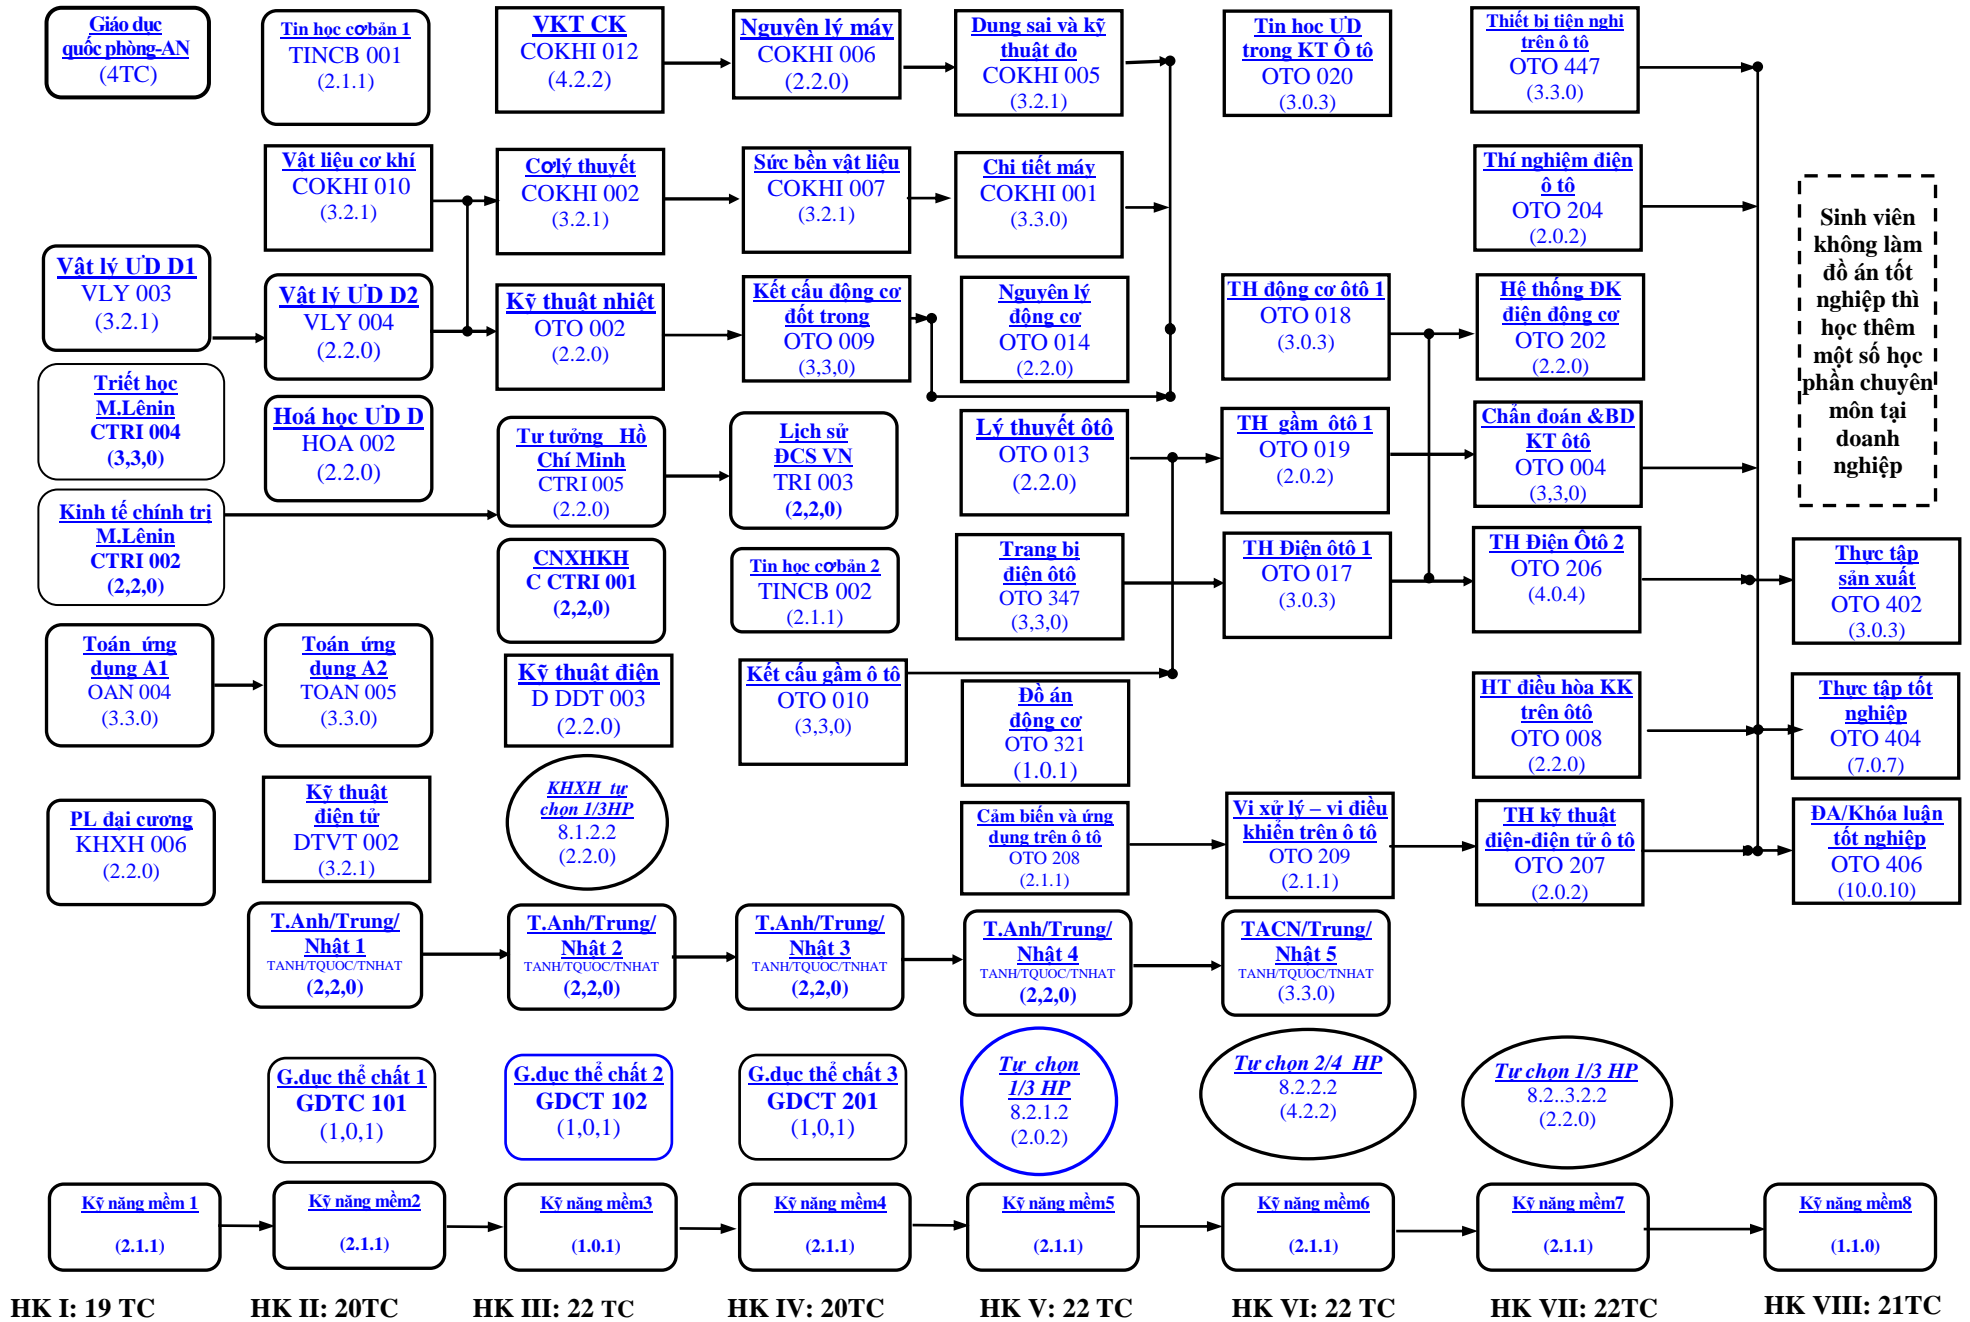 Giáo dục
quốc phòng-AN
(4TC)
Vật lý ƯD D1
VLY 003
(3.2.1)
Triết học
M.Lênin
CTRI 004
(3,3,0)
Kinh tế chính trị
M.Lênin
CTRI 002
(2,2,0)
Toán ứng
dụng A1
OAN 004
(3.3.0)
PL đại cương
KHXH 006
(2.2.0)
Kỹ năng mềm 1
(2.1.1)
HK I: 19 TC
Tin học cơbản 1
TINCB 001
(2.1.1)
Vật liệu cơ khí
COKHI 010
(3.2.1)
Vật lý ƯD D2
VLY 004
(2.2.0)
Hoá học ƯD D
HOA 002
(2.2.0)
Toán ứng
dụng A2
TOAN 005
(3.3.0)
Kỹ thuật
điện tử
DTVT 002
(3.2.1)
T.Anh/Trung/
Nhật 1
TANH/TQUOC/TNHAT
(2,2,0)
G.dục thể chất 1
GDTC 101
(1,0,1)
Kỹ năng mềm2
(2.1.1)
HK II: 20TC
VKT CK
COKHI 012
(4.2.2)
Cơlý thuyết
COKHI 002
(3.2.1)
Kỹ thuật nhiệt
OTO 002
(2.2.0)
Tư tưởng Hồ
Chí Minh
CTRI 005
(2.2.0)
CNXHKH
C CTRI 001
(2,2,0)
Kỹ thuật điện
D DDT 003
(2.2.0)
KHXH tự
chọn 1/3HP
8.1.2.2
(2.2.0)
T.Anh/Trung/
Nhật 2
TANH/TQUOC/TNHAT
(2,2,0)
G.dục thể chất 2
GDCT 102
(1,0,1)
Kỹ năng mềm3
(1.0.1)
HK III: 22 TC
Nguyên lý máy
COKHI 006
(2.2.0)
Sức bền vật liệu
COKHI 007
(3.2.1)
Kết cấu động cơ
đốt trong
OTO 009
(3,3,0)
Lịch sử
ĐCS VN
TRI 003
(2,2,0)
Tin học cơbản 2
TINCB 002
(2.1.1)
Kết cấu gầm ô tô
OTO 010
(3,3,0)
T.Anh/Trung/
Nhật 3
TANH/TQUOC/TNHAT
(2,2,0)
G.dục thể chất 3
GDCT 201
(1,0,1)
Kỹ năng mềm4
(2.1.1)
HK IV: 20TC
Dung sai và kỹ
thuật đo
COKHI 005
(3.2.1)
Chi tiết máy
COKHI 001
(3.3.0)
Nguyên lý
động cơ
OTO 014
(2.2.0)
Lý thuyết ôtô
OTO 013
(2.2.0)
Trang bị
điện ôtô
OTO 347
(3,3,0)
Đồ án
động cơ
OTO 321
(1.0.1)
Cảm biến và ứng
dụng trên ô tô
OTO 208
(2.1.1)
T.Anh/Trung/
Nhật 4
TANH/TQUOC/TNHAT
(2,2,0)
Tự chọn
1/3 HP
8.2.1.2
(2.0.2)
Kỹ năng mềm5
(2.1.1)
HK V: 22 TC
Tin học ƯD
trong KT Ô tô
OTO 020
(3.0.3)
TH động cơ ôtô 1
OTO 018
(3.0.3)
TH gầm ôtô 1
OTO 019
(2.0.2)
TH Điện ôtô 1
OTO 017
(3.0.3)
Vi xử lý – vi điều
khiển trên ô tô
OTO 209
(2.1.1)
TACN/Trung/
Nhật 5
TANH/TQUOC/TNHAT
(3.3.0)
Tự chọn 2/4 HP
8.2.2.2
(4.2.2)
Kỹ năng mềm6
(2.1.1)
HK VI: 22 TC
Thiết bị tiện nghi
trên ô tô
OTO 447
(3.3.0)
Thí nghiệm điện
ô tô
OTO 204
(2.0.2)
Hệ thống ĐK
điện động cơ
OTO 202
(2.2.0)
Chẩn đoán &BD
KT ôtô
OTO 004
(3,3,0)
TH Điện Ôtô 2
OTO 206
(4.0.4)
HT điều hòa KK
trên ôtô
OTO 008
(2.2.0)
TH kỹ thuật
điện-điện tử ô tô
OTO 207
(2.0.2)
Tự chọn 1/3 HP
8.2..3.2.2
(2.2.0)
Kỹ năng mềm7
(2.1.1)
HK VII: 22TC
Sinh viên
không làm
đồ án tốt
nghiệp thì
học thêm
một số học
phần chuyên
môn tại
doanh
nghiệp
Thực tập
sản xuất
OTO 402
(3.0.3)
Thực tập tốt
nghiệp
OTO 404
(7.0.7)
ĐA/Khóa luận
tốt nghiệp
OTO 406
(10.0.10)
Kỹ năng mềm8
(1.1.0)
HK VIII: 21TC